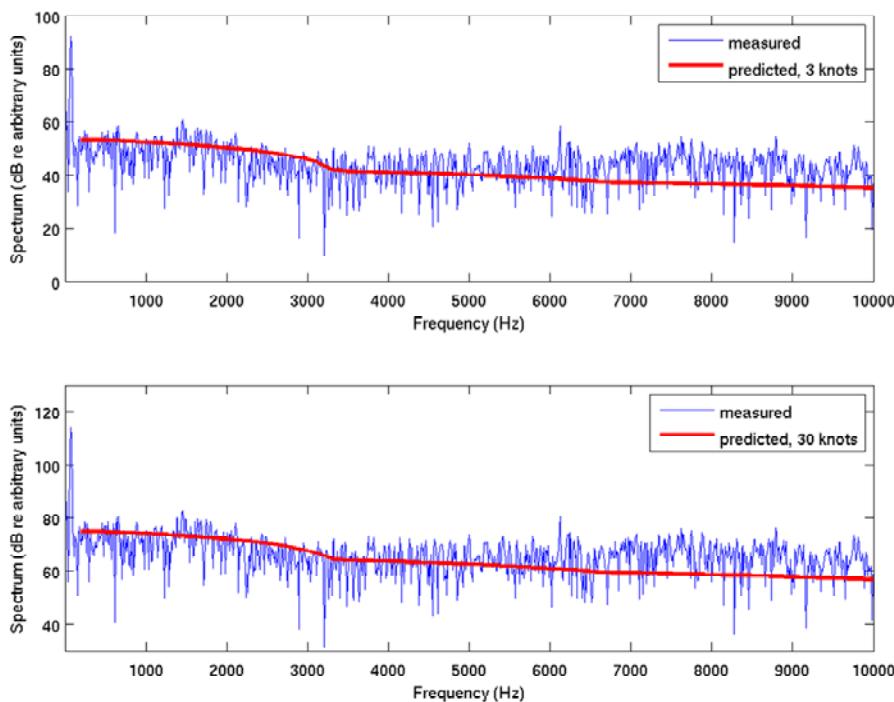 100
80
60
40
20
0
Spectrum (dB re arbitrary units)
measured
predicted, 3 knots
1000 2000 3000 4000 5000 6000 7000 8000 9000 10000
Frequency (Hz)
120
100
80
60
40
Spectrum (dB re arbitrary units)
measured
predicted, 30 knots
1000 2000 3000 4000 5000 6000 7000 8000 9000 10000
Frequency (Hz)